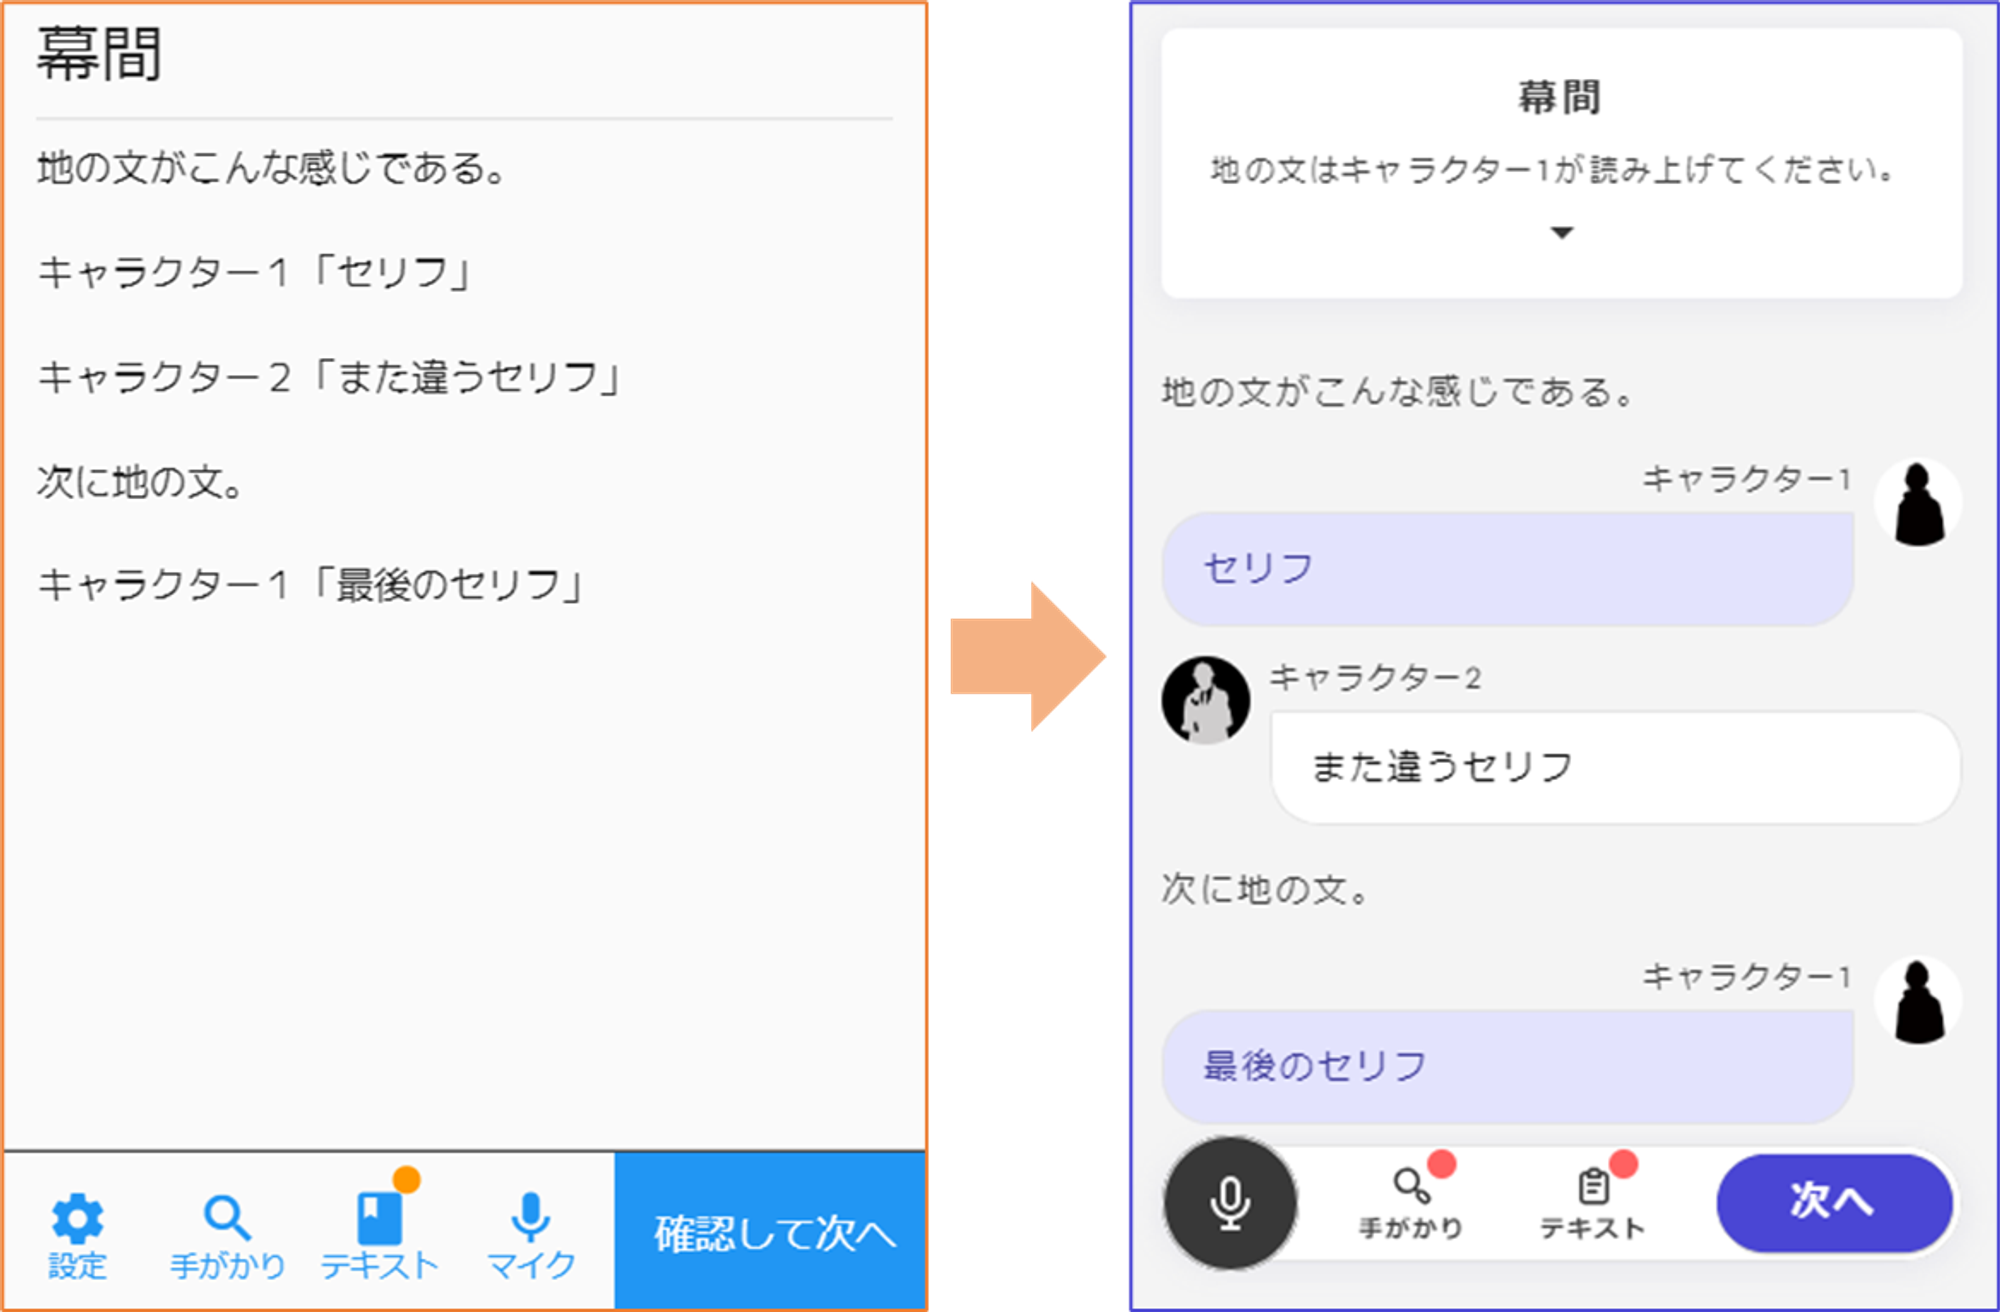 幕間
地の文がこんな感じである。
キャラクター１「セリフ」
キャラクター２「また違うセリフ」
次に地の文。
キャラクター１「最後のセリフ」
設定
手がかり
テキスト
マイク
確認して次へ
幕間
地の文はキャラクター1が読み上げてください。
地の文がこんな感じである。
キャラクター1
セリフ
キャラクター2
また違うセリフ
次に地の文。
キャラクター1
最後のセリフ
手がかり
テキスト
次へ